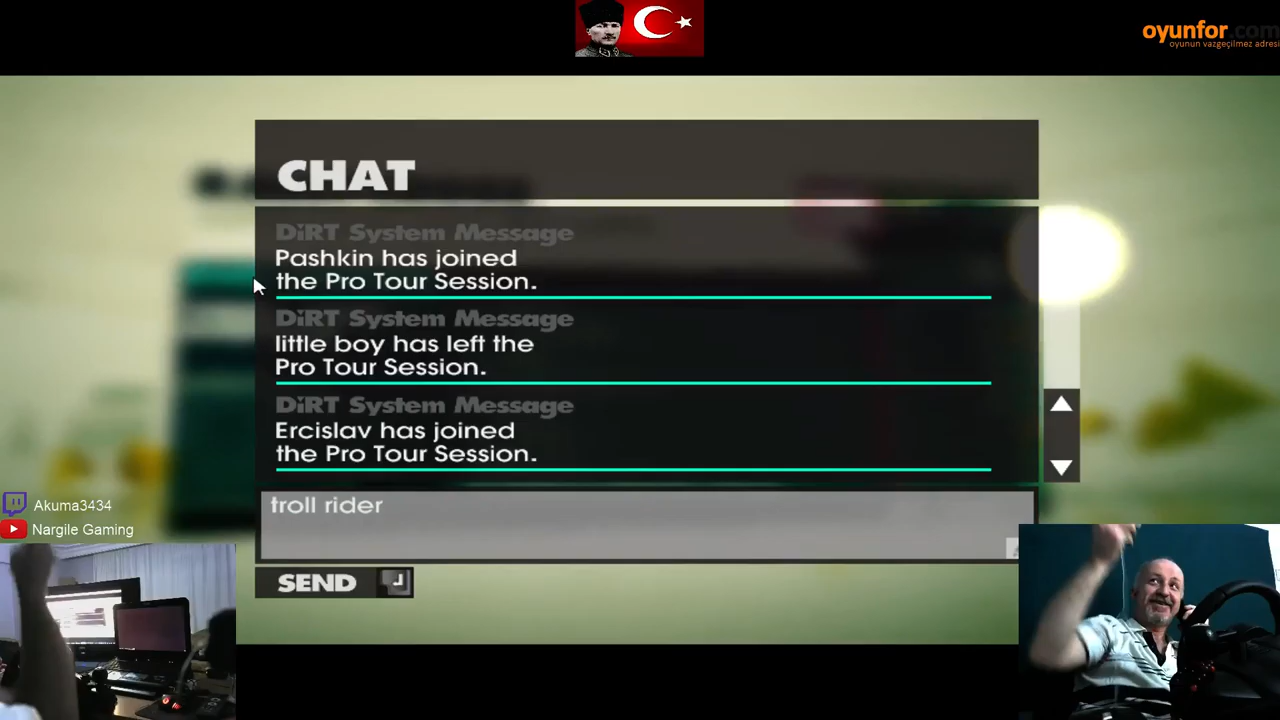 oyunfor.com
oyunun vazgeçilmez adresi
CHAT
DiRT System Message
Pashkin has joined
the Pro Tour Session.
DiRT System Message
little boy has left the
Pro Tour Session.
DiRT System Message
Ercislav has joined
the Pro Tour Session.
troll rider
SEND
Akuma3434
Nargile Gaming